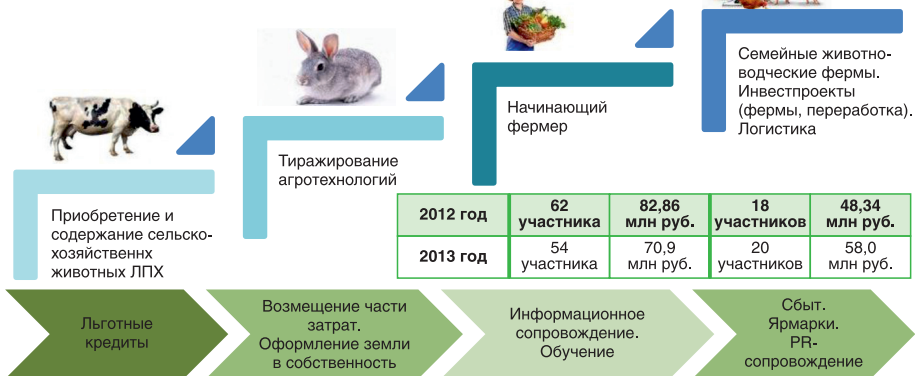 Приобретение и
содержание сельско-
хозяйственнх
животных ЛПХ
Тиражирование
агротехнологий
Начинающий
фермер
Семейные животно-
водческие фермы.
Инвестпроекты
(фермы, переработка).
Логистика
2012 год 62 участника 82,86 млн руб. 18 участников 48,34 млн руб.
2013 год 54 участника 70,9 млн руб. 20 участников 58,0 млн руб.
Льготные
кредиты
Возмещение части
затрат.
Оформление земли
в собственность
Информационное
сопровождение.
Обучение
Сбыт.
Ярмарки.
PR-
сопровождение